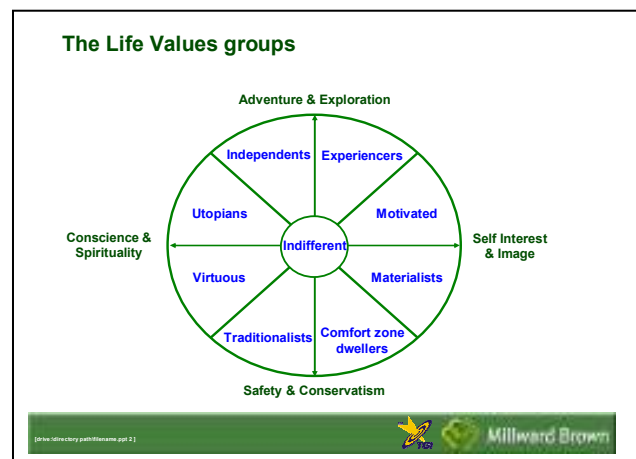 The Life Values groups
Adventure & Exploration
Independents
Experiencers
Utopians
Motivated
Conscience &
Spirituality
Indifferent
Self Interest
& Image
Virtuous
Materialists
Traditionalists
Comfort zone
dwellers
Safety & Conservatism
[drive:\directory path\filename.ppt 2 ]
TGI
Millward Brown